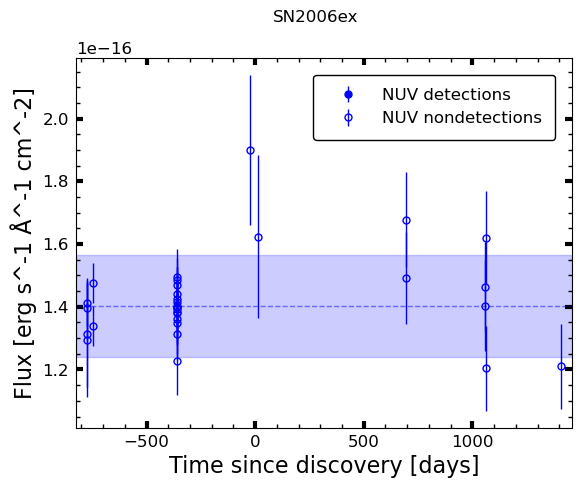 SN2006ex
1e−16
NUV detections
NUV nondetections
2.0
1.8
1.6
1.4
1.2
Flux [erg s^-1 Å^-1 cm^-2]
−500
0
500
1000
Time since discovery [days]